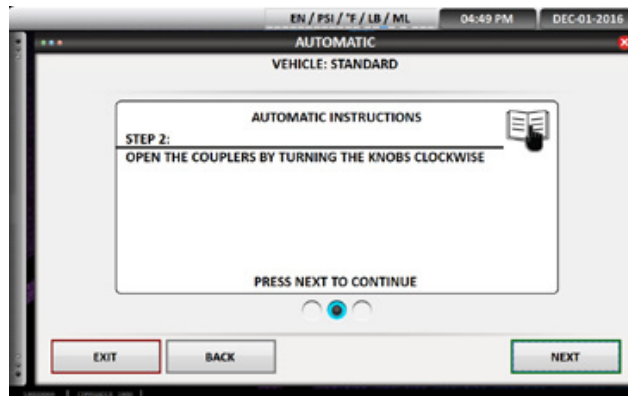 EN / PSI / °F / LB / ML 04:49 PM DEC-01-2016
AUTOMATIC
VEHICLE: STANDARD
AUTOMATIC INSTRUCTIONS
STEP 2:
OPEN THE COUPLERS BY TURNING THE KNOBS CLOCKWISE
PRESS NEXT TO CONTINUE
EXIT BACK NEXT